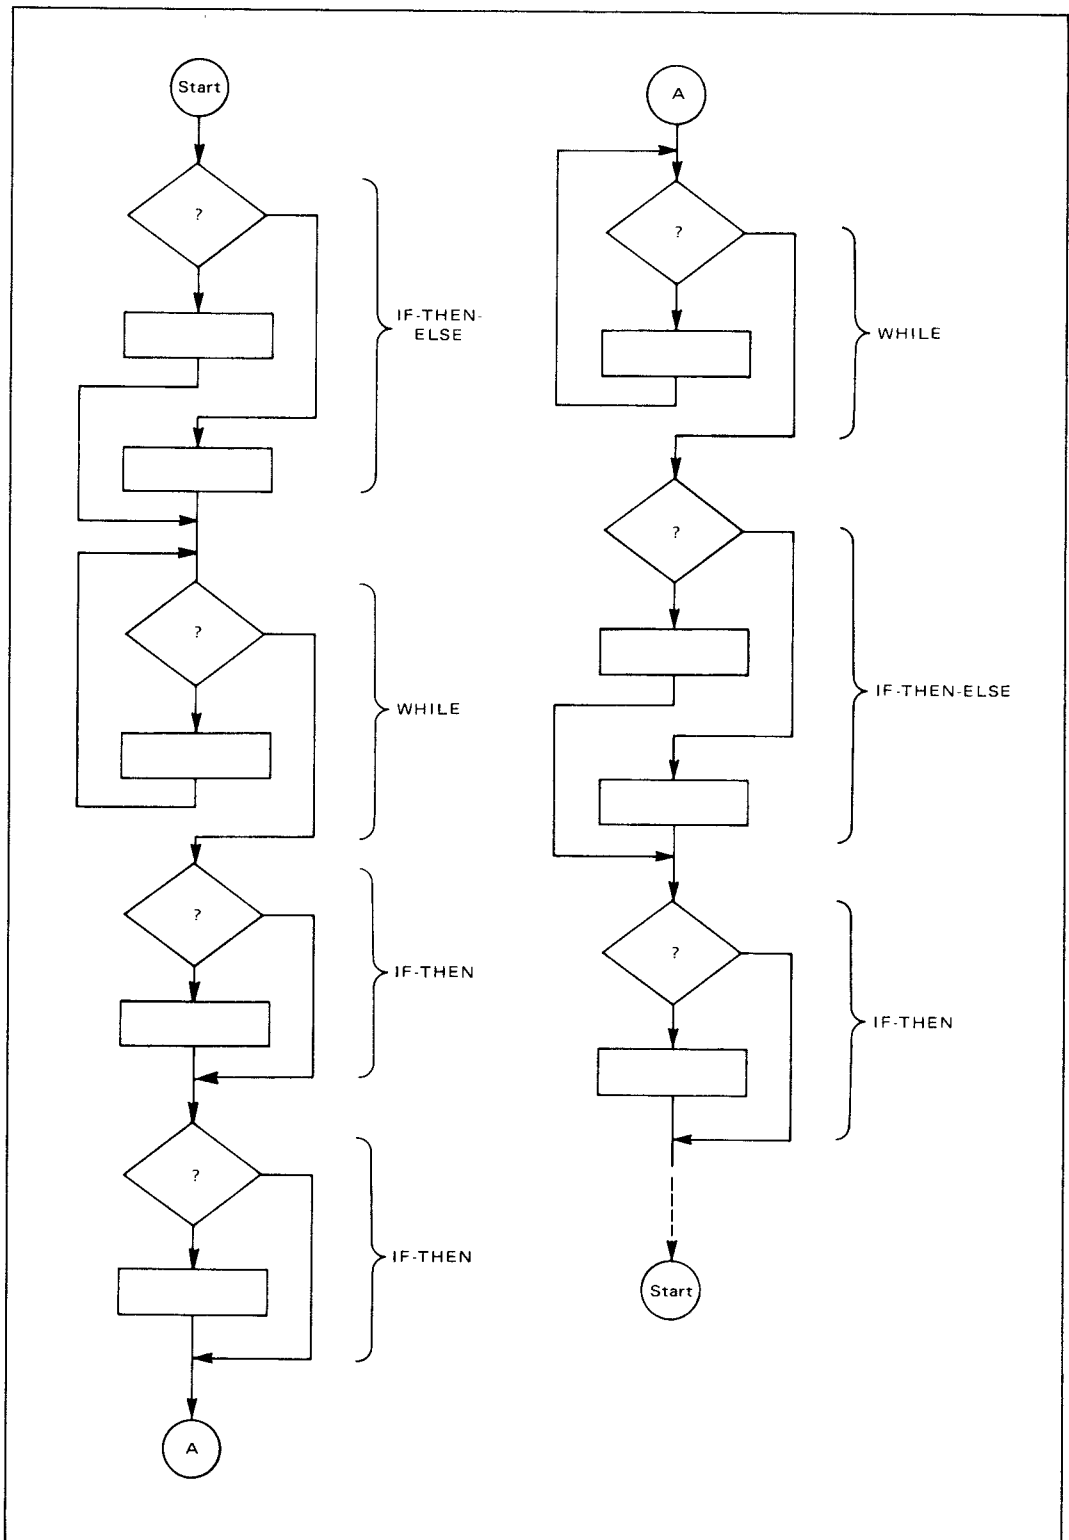 Start
?
IF-THEN-
ELSE
?
WHILE
?
IF-THEN
?
IF-THEN
A
A
?
WHILE
?
IF-THEN-ELSE
?
IF-THEN
Start